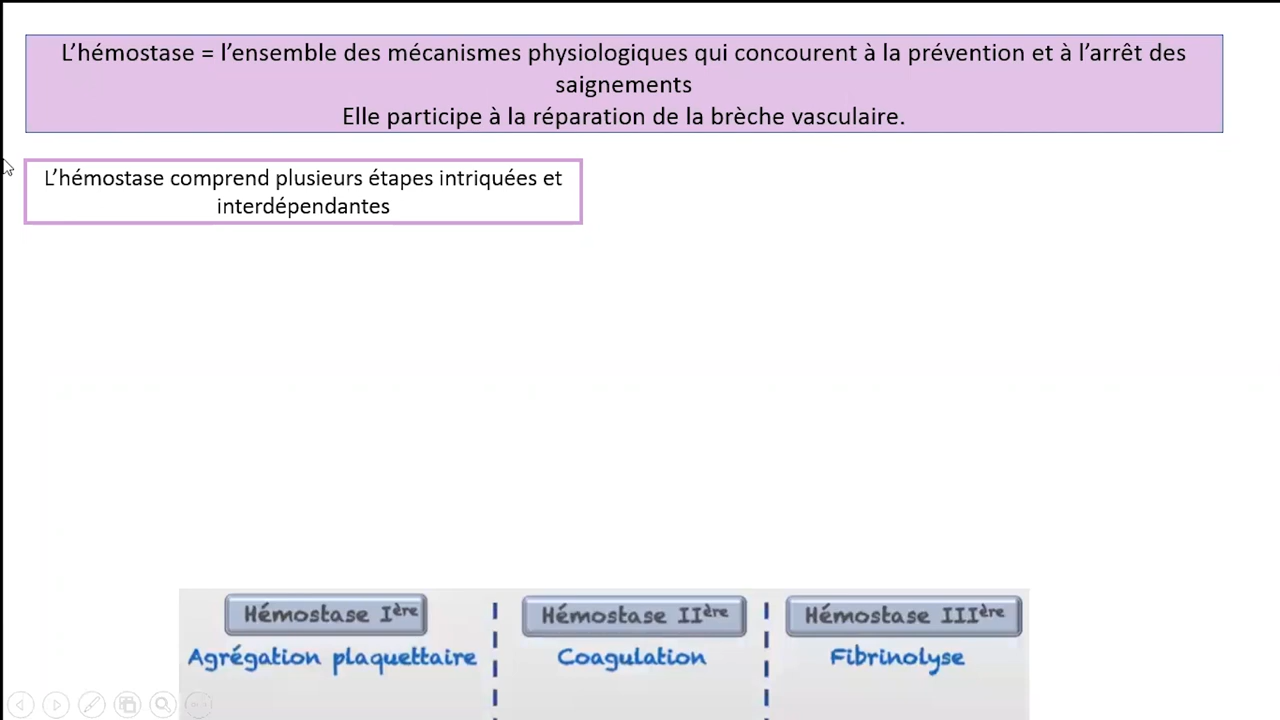 L’hémostase = l’ensemble des mécanismes physiologiques qui concourent à la prévention et à l’arrêt des
saignements
Elle participe à la réparation de la brèche vasculaire.
L’hémostase comprend plusieurs étapes intriquées et
interdépendantes
Hémostase Ière
Hémostase IIère
Hémostase IIIère
Agrégation plaquettaire
Coagulation
Fibrinolyse